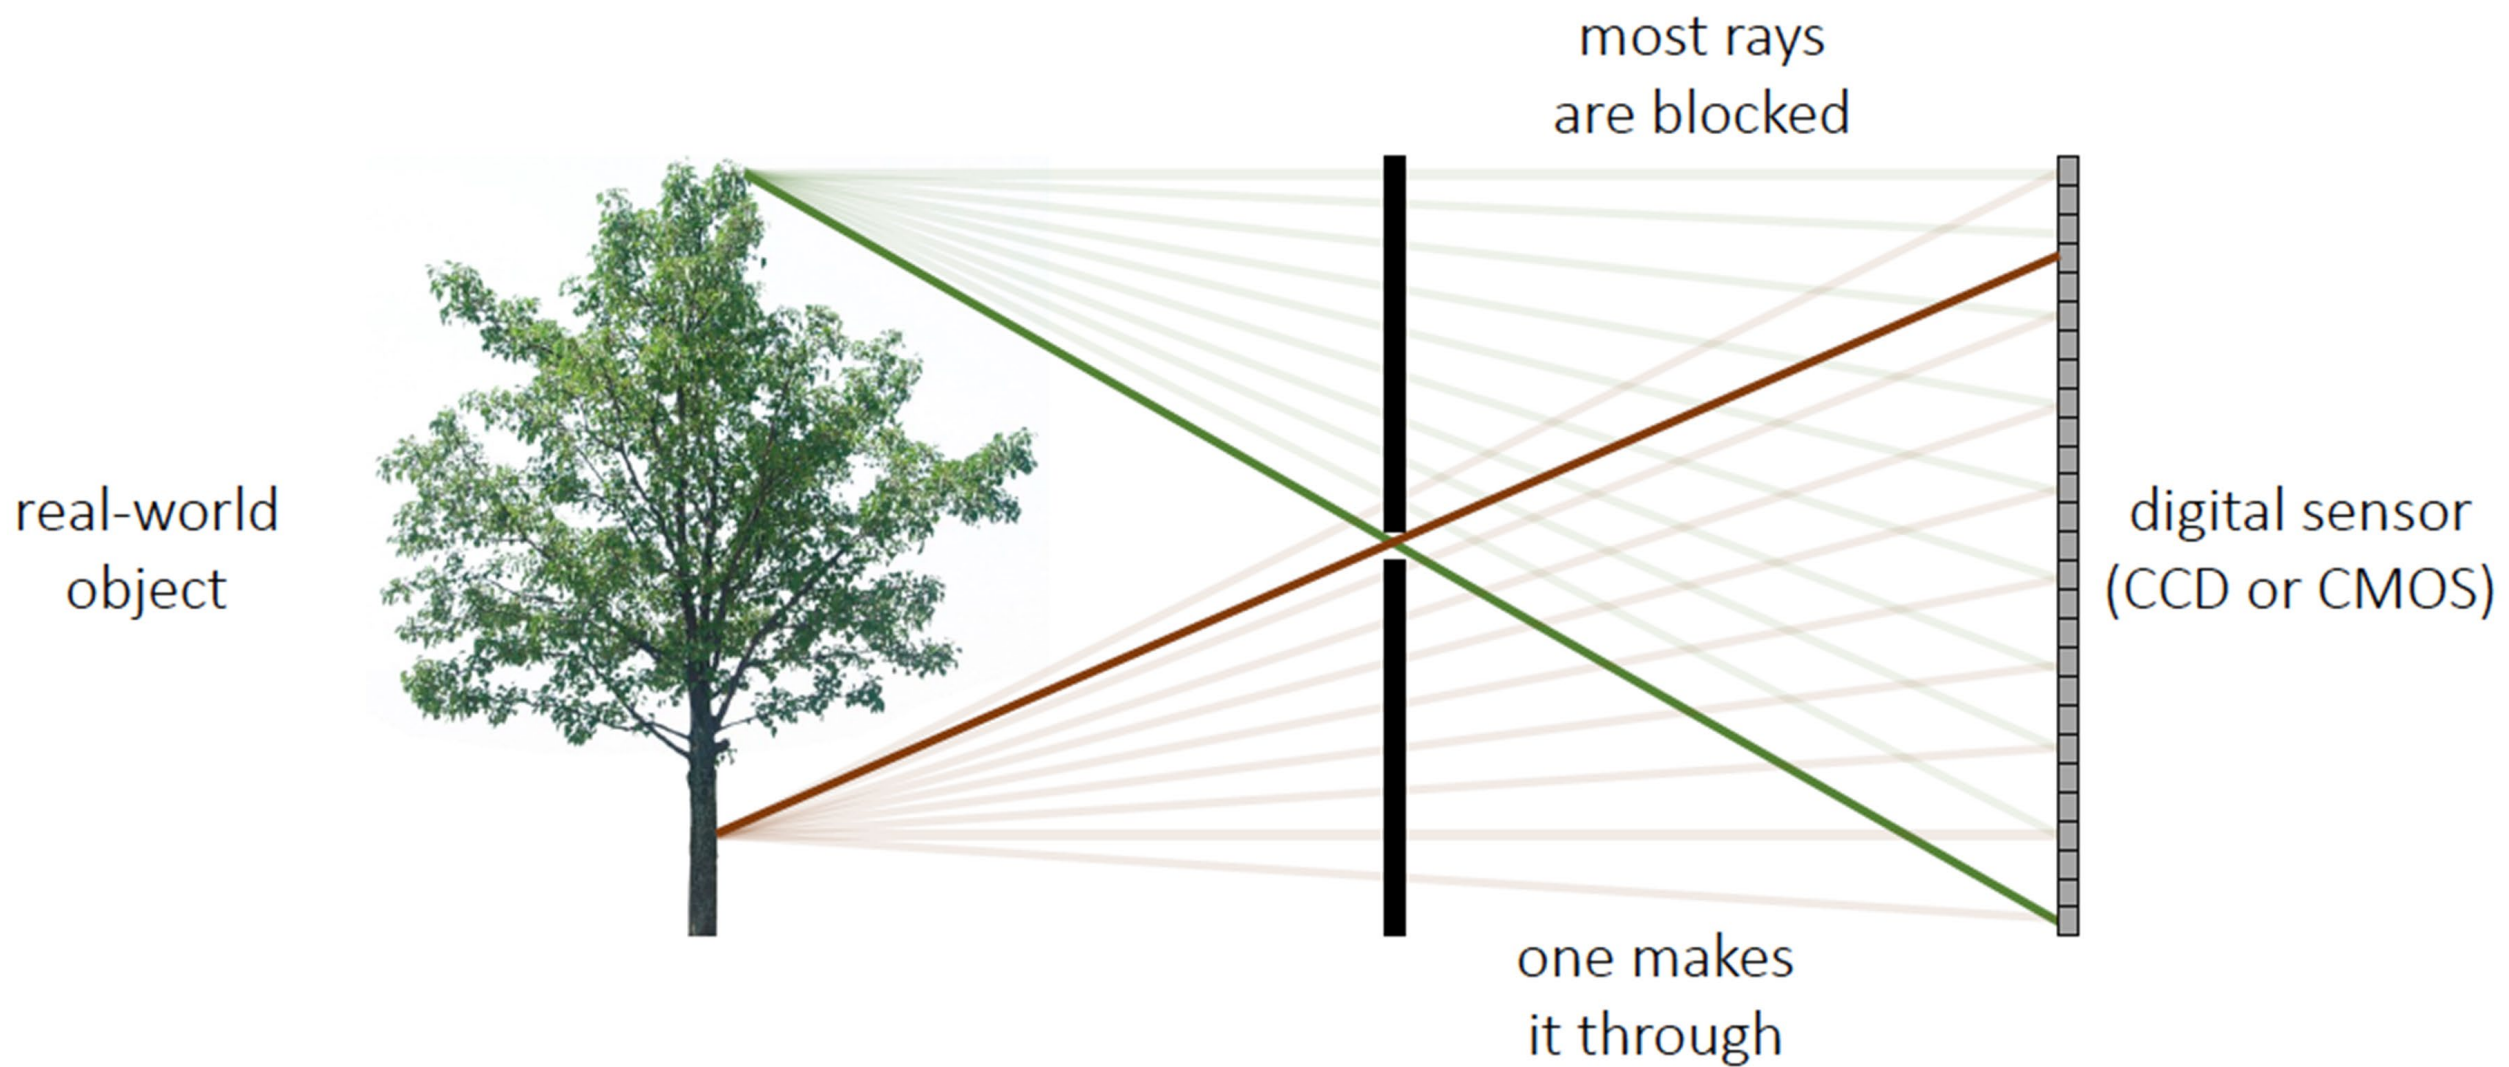 most rays
are blocked
real-world
object
digital sensor
(CCD or CMOS)
one makes
it through